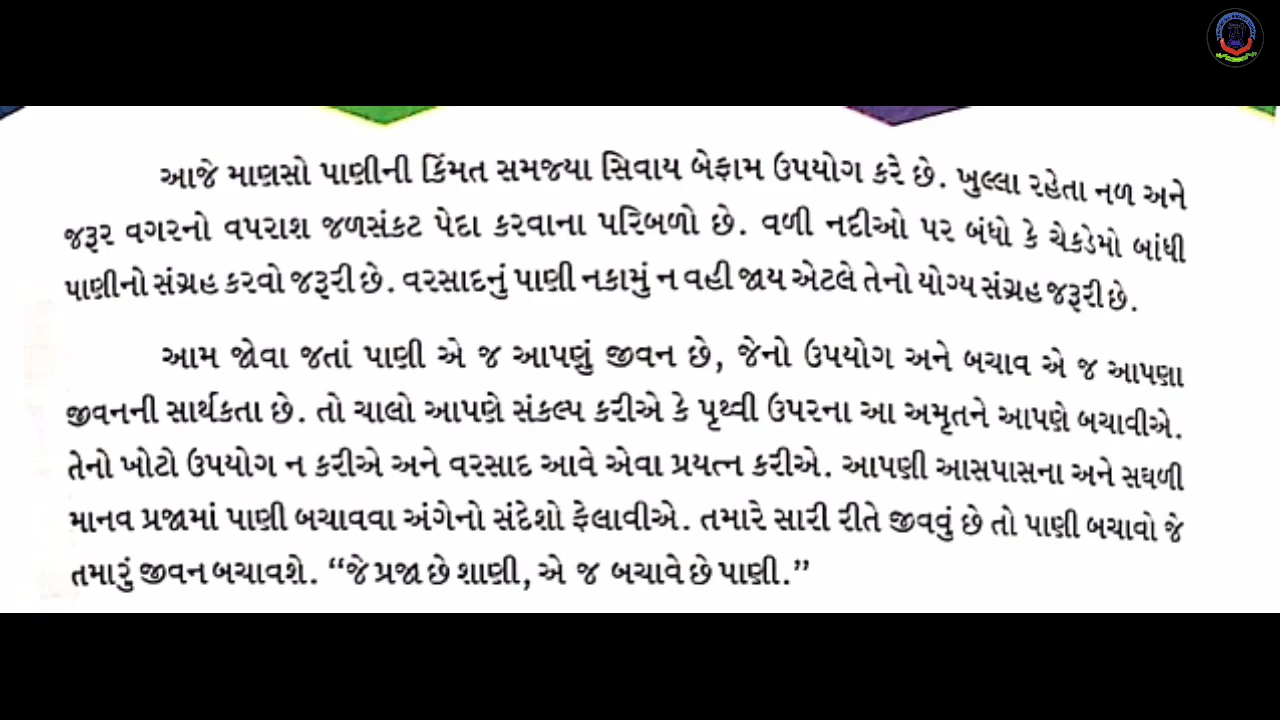 આજે માણસો પાણીની કિંમત સમજયા સિવાય બેફામ ઉપયોગ કરે છે. ખુલ્લા રહેતા નળ અને
જરૂર વગરનો વપરાશ જળસંકટ પેદા કરવાના પરિબળો છે. વળી નદીઓ પર બંધો કે ચેકડેમો બાંધી
પાણીનો સંગ્રહ કરવો જરૂરી છે. વરસાદનું પાણી નકામું ન વહી જાય એટલે તેનો યોગ્ય સંગ્રહ જરૂરી છે.
આમ જોવા જતાં પાણી એ જ આપણું જીવન છે, જેનો ઉપયોગ અને બચાવ એ જ આપણા
જીવનની સાર્થકતા છે. તો ચાલો આપણે સંકલ્પ કરીએ કે પૃથ્વી ઉપરના આ અમૃતને આપણે બચાવીએ.
તેનો ખોટો ઉપયોગ ન કરીએ અને વરસાદ આવે એવા પ્રયત્ન કરીએ. આપણી આસપાસના અને સઘળી
માનવ પ્રજામાં પાણી બચાવવા અંગેનો સંદેશો ફેલાવીએ. તમારે સારી રીતે જીવવું છે તો પાણી બચાવો જે
તમારું જીવન બચાવશે. “જે પ્રજા છે શાણી, એ જ બચાવે છે પાણી.”